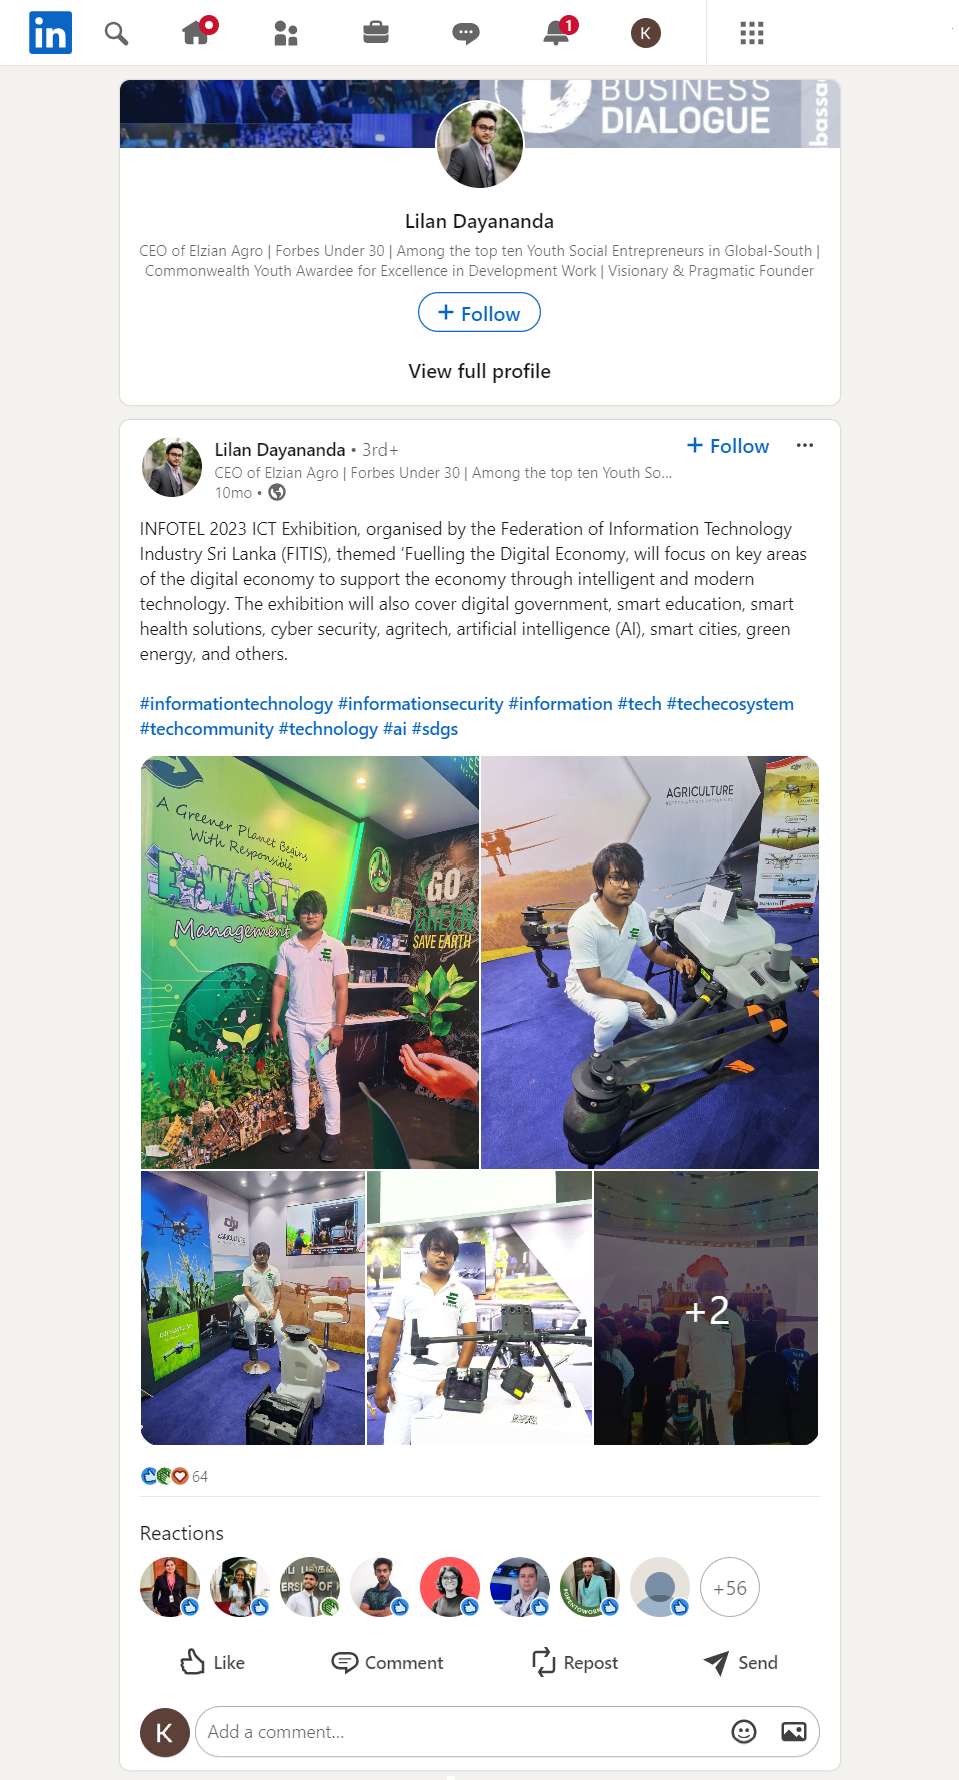 in
1
K
BUSINESS
DIALOGUE
bassa
Lilan Dayananda
CEO of Elzian Agro | Forbes Under 30 | Among the top ten Youth Social Entrepreneurs in Global-South |
Commonwealth Youth Awardee for Excellence in Development Work | Visionary & Pragmatic Founder
+ Follow
View full profile
Lilan Dayananda • 3rd+
+ Follow
CEO of Elzian Agro | Forbes Under 30 | Among the top ten Youth So...
10mo •
INFOTEL 2023 ICT Exhibition, organised by the Federation of Information Technology
Industry Sri Lanka (FITIS), themed ‘Fuelling the Digital Economy, will focus on key areas
of the digital economy to support the economy through intelligent and modern
technology. The exhibition will also cover digital government, smart education, smart
health solutions, cyber security, agritech, artificial intelligence (AI), smart cities, green
energy, and others.
#informationtechnology #informationsecurity #information #tech #techecosystem
#techcommunity #technology #ai #sdgs
A Greener Planet Begins
With Responsible
E-WASTE
Management
GO
GREEN
SAVE EARTH
AGRICULTURE
dji
AGRICULTURE
+2
64
Reactions
#OPENTOWORK
+56
Like
Comment
Repost
Send
K
Add a comment...